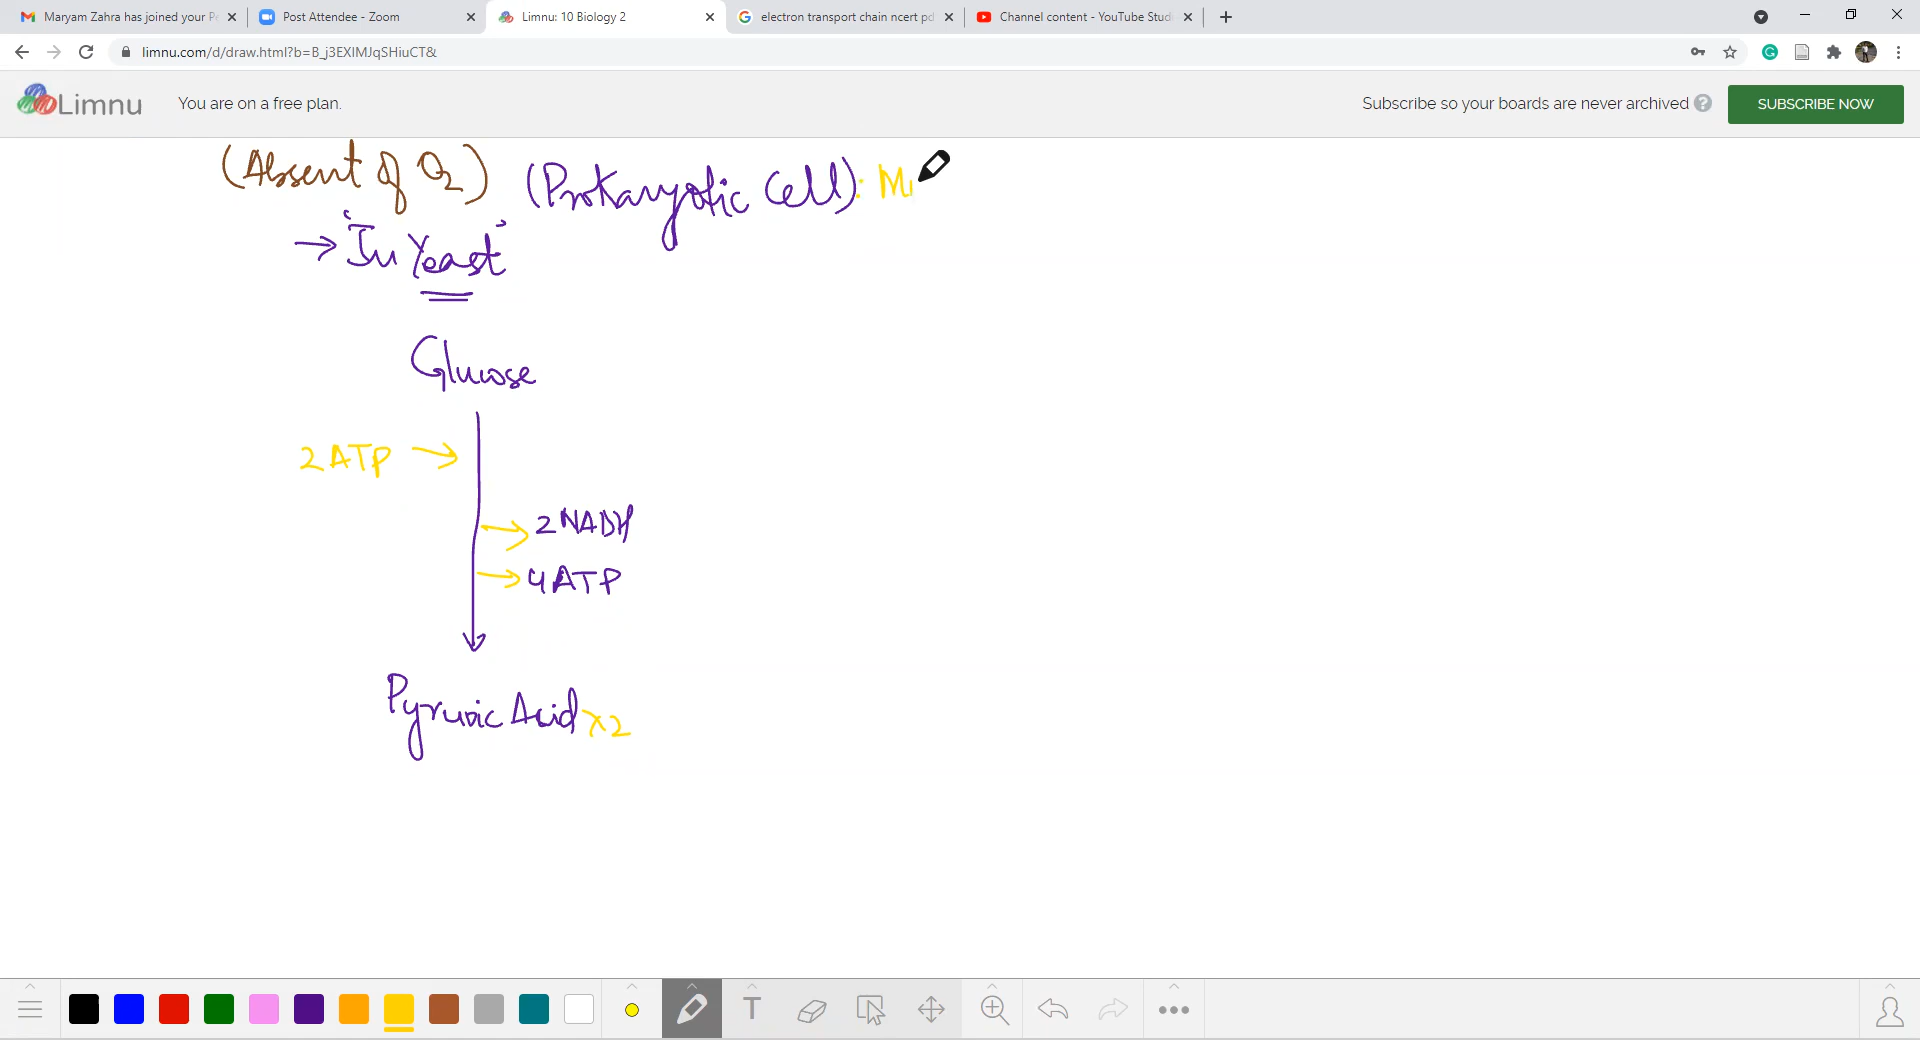 Maryam Zahra has joined your Pe
Post Attendee - Zoom
Limnu: 10 Biology 2
electron transport chain ncert pd
Channel content - YouTube Stud
limnu.com/d/draw.html?b=B_j3EXIMJqSHiuCT&
Limnu
You are on a free plan.
Subscribe so your boards are never archived ?
SUBSCRIBE NOW
(Absent of O2) (Prokaryotic Cell): Mi
→ "In Yeast"
Glucose
2 ATP →
→ 2 NADH
→ 4 ATP
Pyruvic Acid x2
T